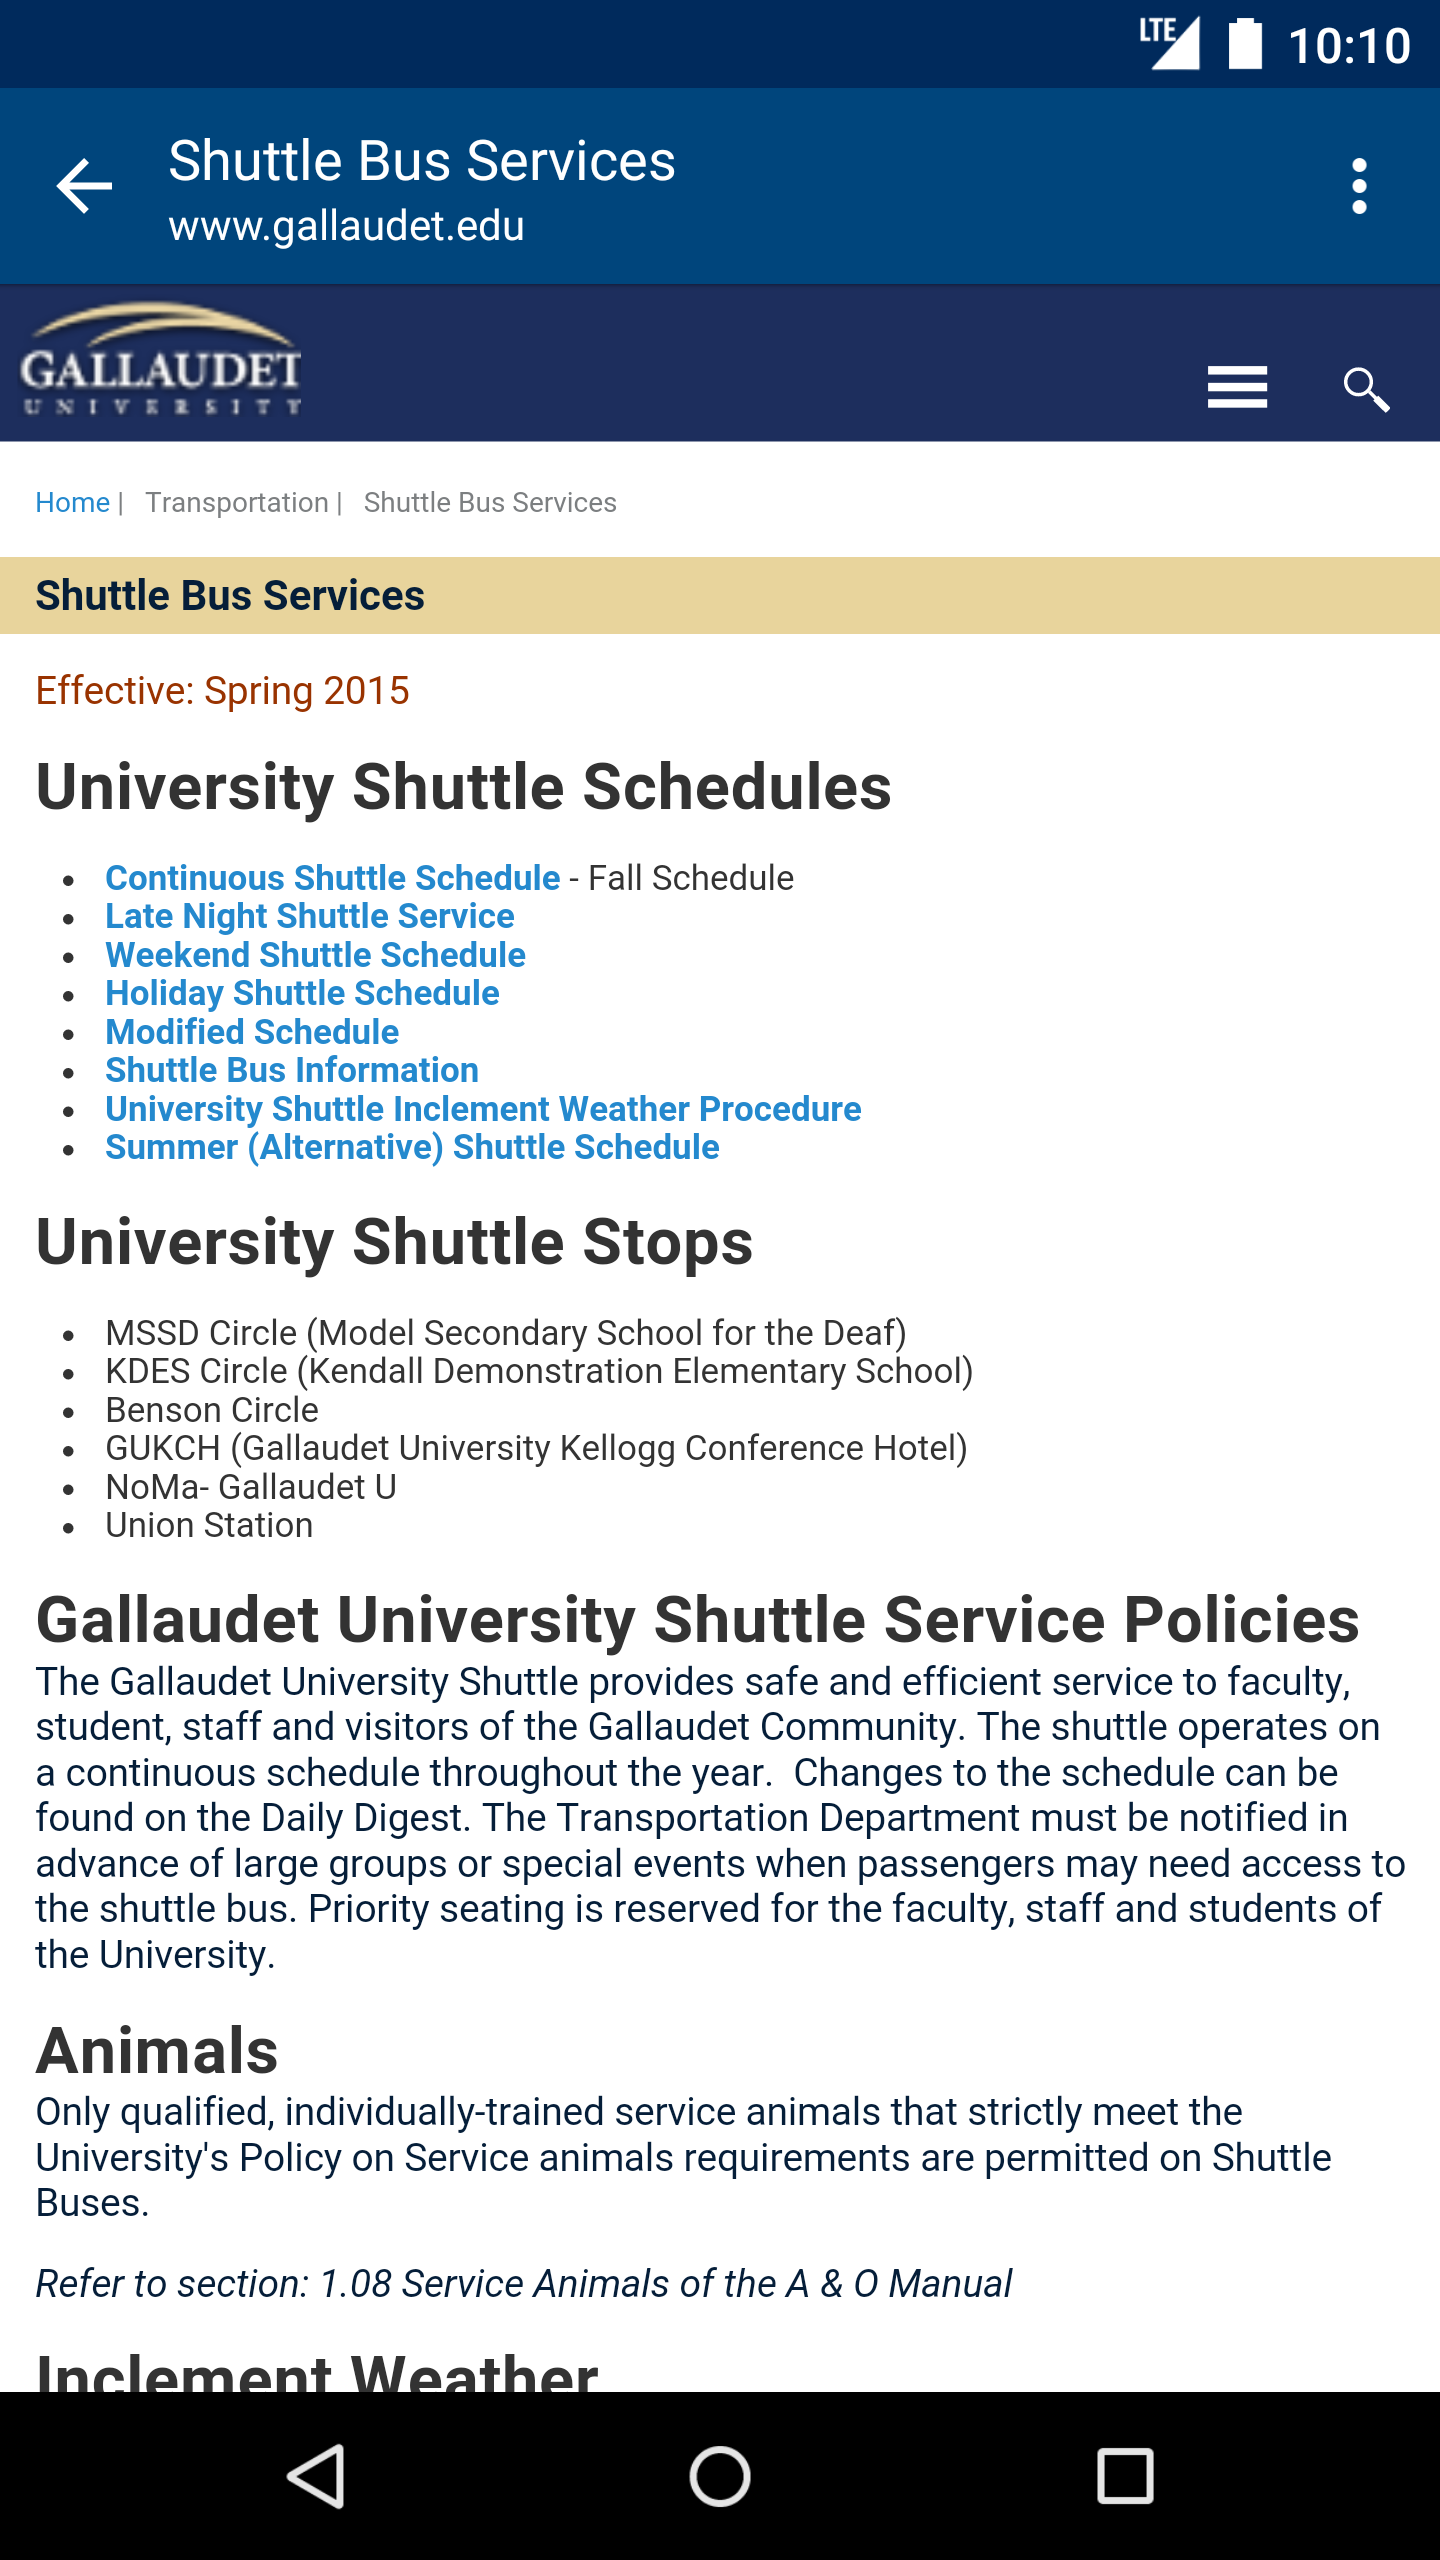 LTE 10:10
Shuttle Bus Services
www.gallaudet.edu
GALLAUDET
UNIVERSITY
Home | Transportation | Shuttle Bus Services
Shuttle Bus Services
Effective: Spring 2015
University Shuttle Schedules
• Continuous Shuttle Schedule - Fall Schedule
• Late Night Shuttle Service
• Weekend Shuttle Schedule
• Holiday Shuttle Schedule
• Modified Schedule
• Shuttle Bus Information
• University Shuttle Inclement Weather Procedure
• Summer (Alternative) Shuttle Schedule
University Shuttle Stops
• MSSD Circle (Model Secondary School for the Deaf)
• KDES Circle (Kendall Demonstration Elementary School)
• Benson Circle
• GUKCH (Gallaudet University Kellogg Conference Hotel)
• NoMa- Gallaudet U
• Union Station
Gallaudet University Shuttle Service Policies
The Gallaudet University Shuttle provides safe and efficient service to faculty,
student, staff and visitors of the Gallaudet Community. The shuttle operates on
a continuous schedule throughout the year.  Changes to the schedule can be
found on the Daily Digest. The Transportation Department must be notified in
advance of large groups or special events when passengers may need access to
the shuttle bus. Priority seating is reserved for the faculty, staff and students of
the University.
Animals
Only qualified, individually-trained service animals that strictly meet the
University's Policy on Service animals requirements are permitted on Shuttle
Buses.
Refer to section: 1.08 Service Animals of the A & O Manual
Inclement Weather